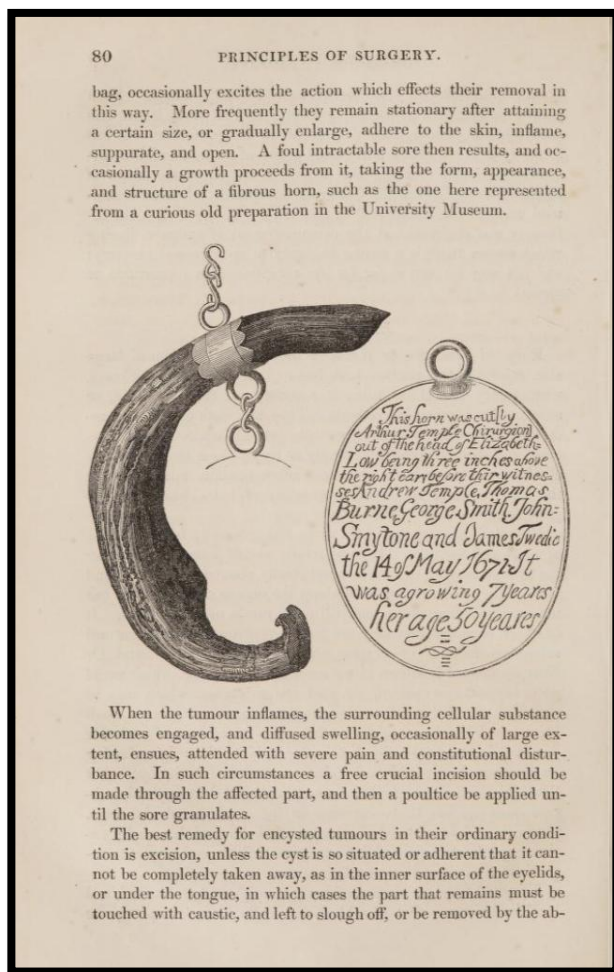 80
PRINCIPLES OF SURGERY.
bag, occasionally excites the action which effects their removal in
this way. More frequently they remain stationary after attaining
a certain size, or gradually enlarge, adhere to the skin, inflame,
suppurate, and open. A foul intractable sore then results, and oc-
casionally a growth proceeds from it, taking the form, appearance,
and structure of a fibrous horn, such as the one here represented
from a curious old preparation in the University Museum.
This horn was cut by
Arthur Temple Chirurgion
out of the head of Elizabeth-
Low being three inches above
the right ear, before thir witnes-
ses Andrew Temple, Thomas
Burne, George Smith, John-
Smytone and James Twedie
the 14 of May 1671. It
was agrowing 7 yeares
her age 50 yeares
When the tumour inflames, the surrounding cellular substance
becomes engaged, and diffused swelling, occasionally of large ex-
tent, ensues, attended with severe pain and constitutional distur-
bance. In such circumstances a free crucial incision should be
made through the affected part, and then a poultice be applied un-
til the sore granulates.
The best remedy for encysted tumours in their ordinary condi-
tion is excision, unless the cyst is so situated or adherent that it can-
not be completely taken away, as in the inner surface of the eyelids,
or under the tongue, in which cases the part that remains must be
touched with caustic, and left to slough off, or be removed by the ab-